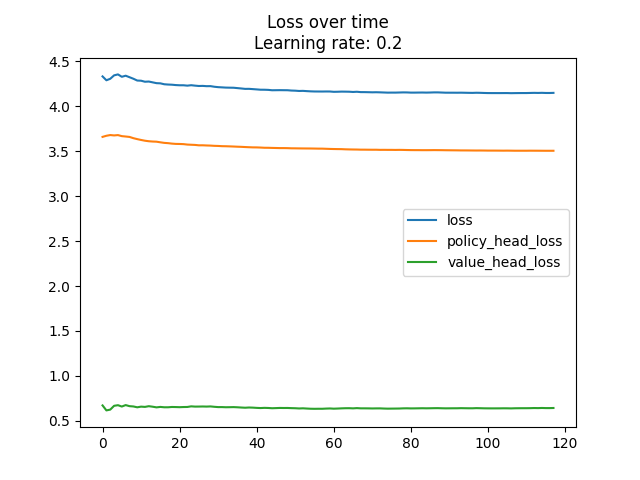 Loss over time
Learning rate: 0.2
4.5
4.0
3.5
3.0
2.5
2.0
1.5
1.0
0.5
loss
policy_head_loss
value_head_loss
0 20 40 60 80 100 120